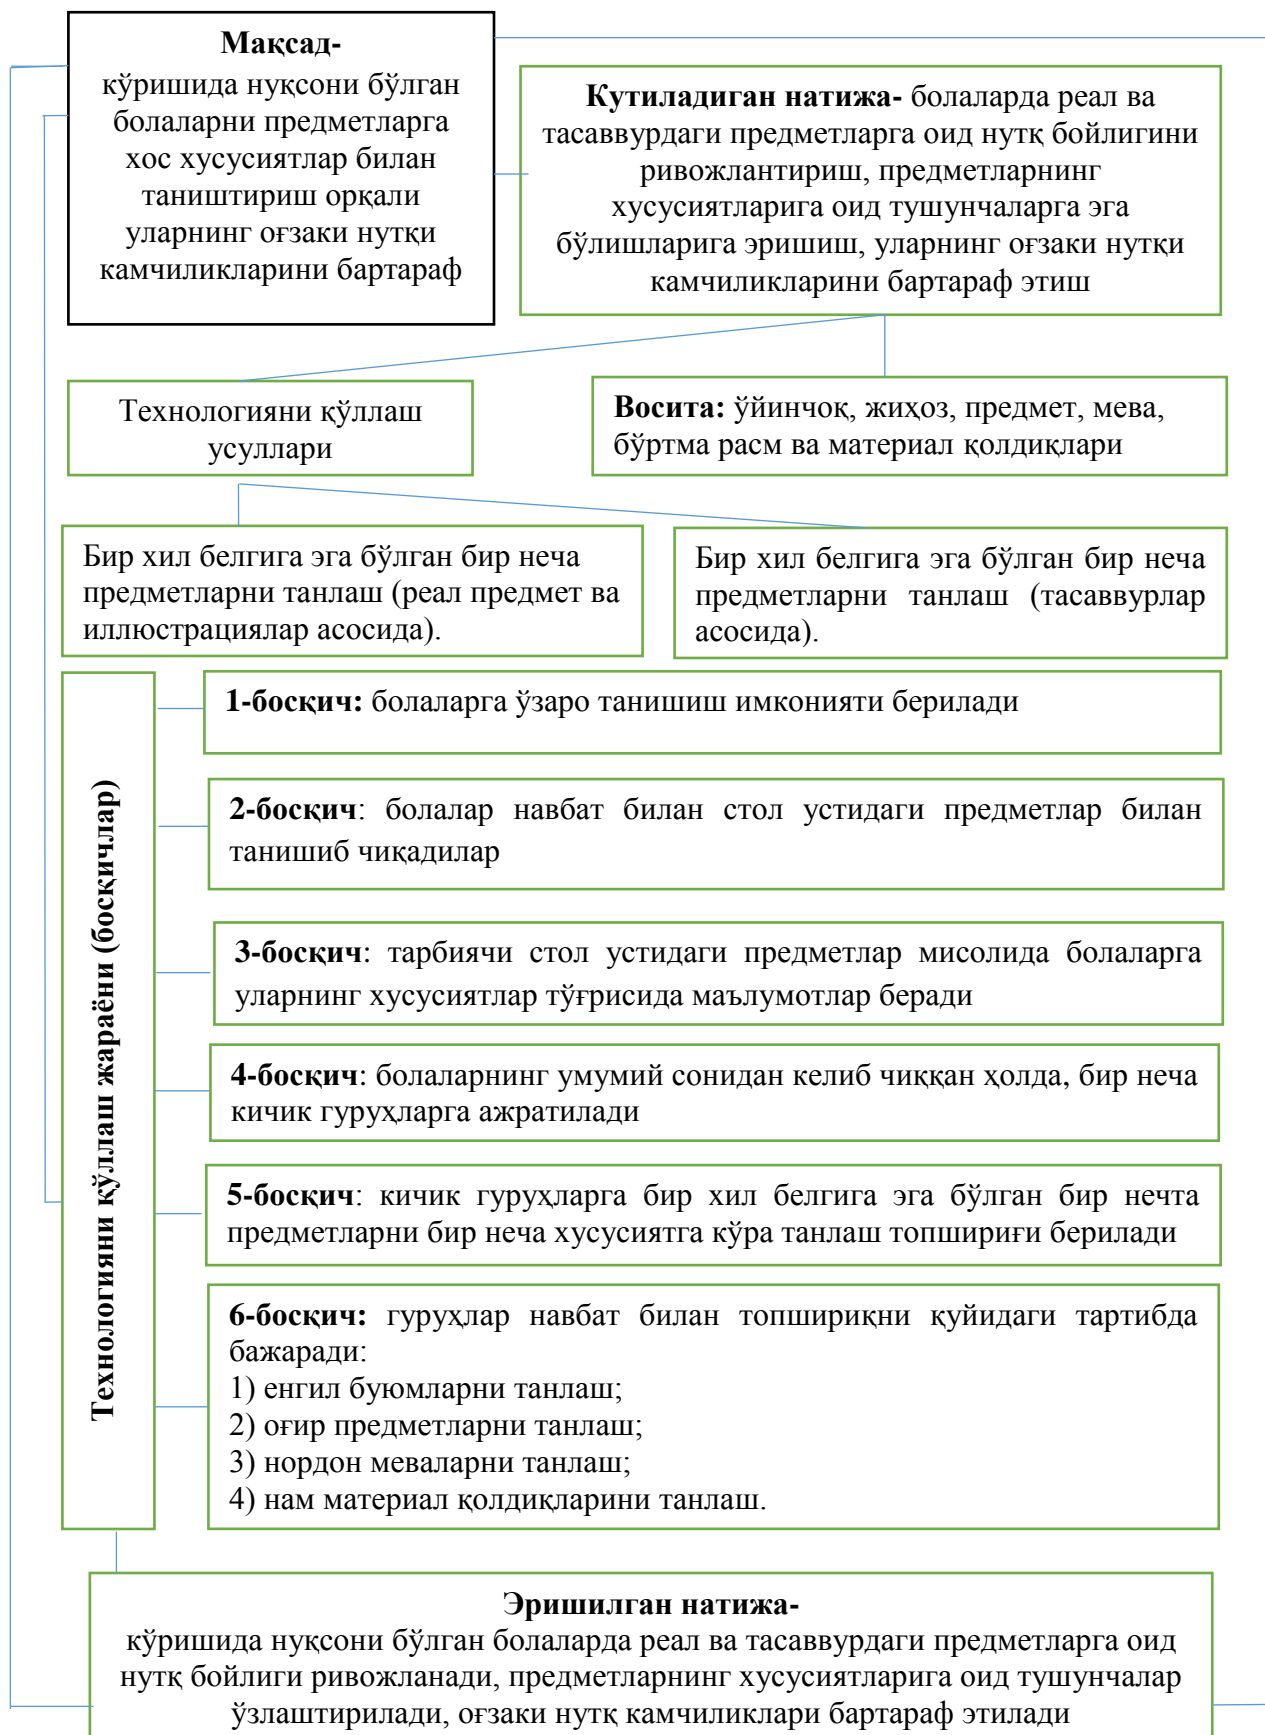 Мақсад-
кўришида нуқсони бўлган
болаларни предметларга
хос хусусиятлар билан
таништириш орқали
уларнинг оғзаки нутқи
камчиликларини бартараф
Кутиладиган натижа- болаларда реал ва
тасаввурдаги предметларга оид нутқ бойлигини
ривожлантириш, предметларнинг
хусусиятларига оид тушунчаларга эга
бўлишларига эришиш, уларнинг оғзаки нутқи
камчиликларини бартараф этиш
Технологияни қўллаш
усуллари
Восита: ўйинчоқ, жиҳоз, предмет, мева,
бўртма расм ва материал қолдиқлари
Бир хил белгига эга бўлган бир неча
предметларни танлаш (реал предмет ва
иллюстрациялар асосида).
Бир хил белгига эга бўлган бир неча
предметларни танлаш (тасаввурлар
асосида).
Технологияни қўллаш жараёни (босқичлар)
1-босқич: болаларга ўзаро танишиш имконияти берилади
2-босқич: болалар навбат билан стол устидаги предметлар билан
танишиб чиқадилар
3-босқич: тарбиячи стол устидаги предметлар мисолида болаларга
уларнинг хусусиятлар тўғрисида маълумотлар беради
4-босқич: болаларнинг умумий сонидан келиб чиққан ҳолда, бир неча
кичик гуруҳларга ажратилади
5-босқич: кичик гуруҳларга бир хил белгига эга бўлган бир нечта
предметларни бир неча хусусиятга кўра танлаш топшириғи берилади
6-босқич: гуруҳлар навбат билан топшириқни қуйидаги тартибда
бажаради:
1) енгил буюмларни танлаш;
2) оғир предметларни танлаш;
3) нордон меваларни танлаш;
4) нам материал қолдиқларини танлаш.
Эришилган натижа-
кўришида нуқсони бўлган болаларда реал ва тасаввурдаги предметларга оид
нутқ бойлиги ривожланади, предметларнинг хусусиятларига оид тушунчалар
ўзлаштирилади, оғзаки нутқ камчиликлари бартараф этилади